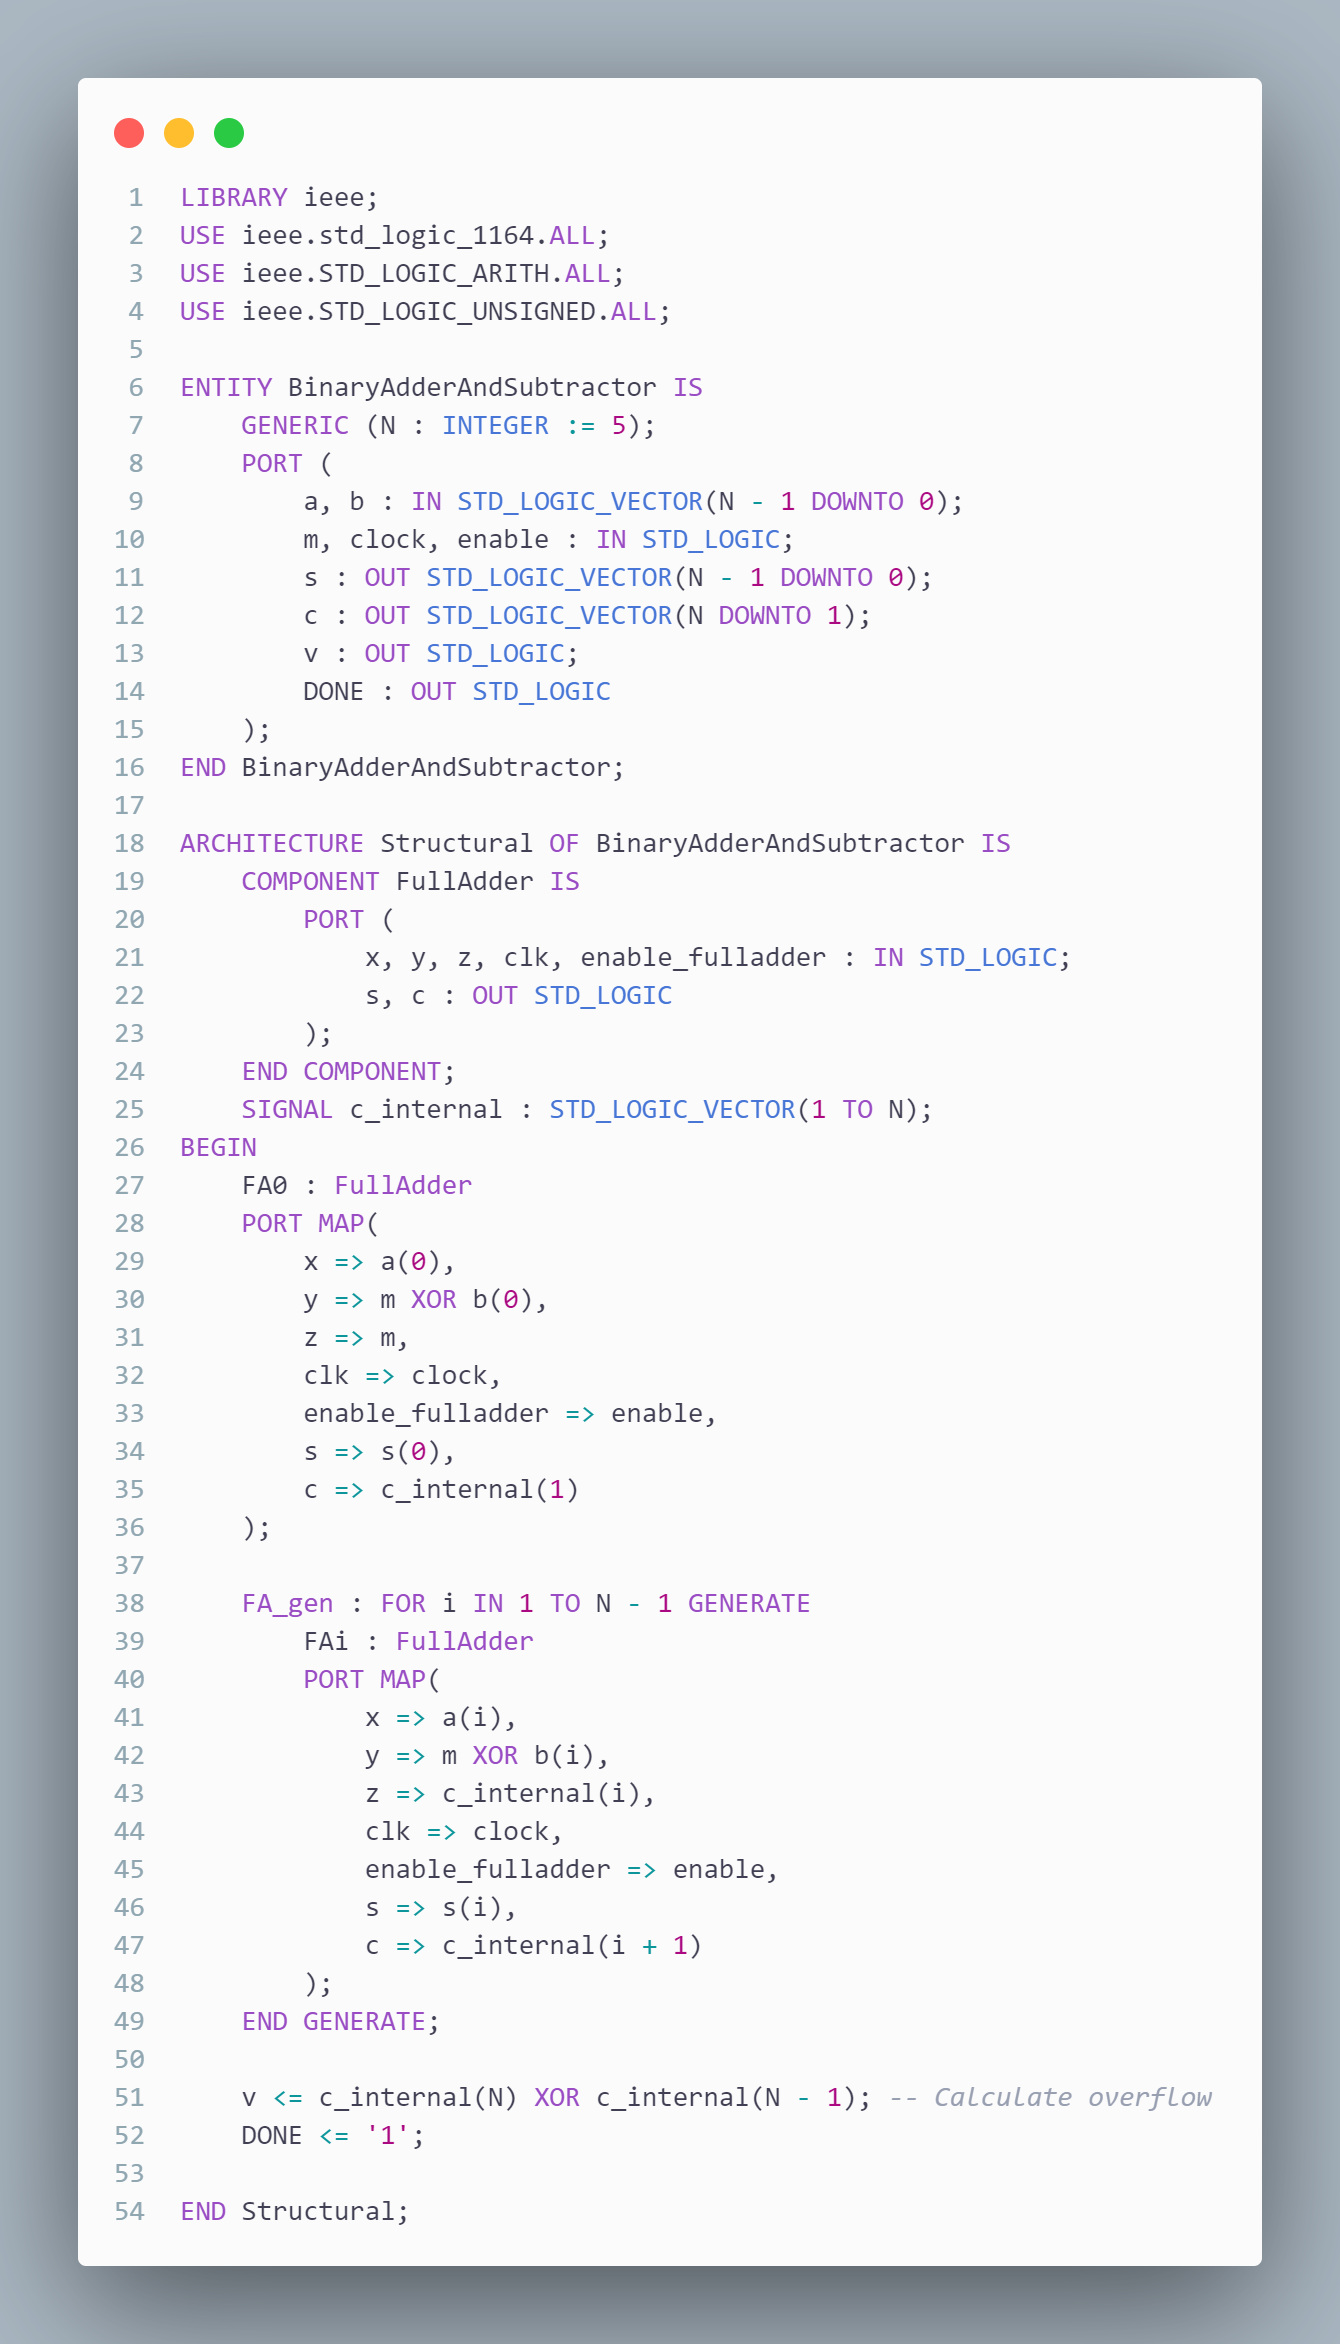 1 LIBRARY ieee;
2 USE ieee.std_logic_1164.ALL;
3 USE ieee.STD_LOGIC_ARITH.ALL;
4 USE ieee.STD_LOGIC_UNSIGNED.ALL;
5
6 ENTITY BinaryAdderAndSubtractor IS
7     GENERIC (N : INTEGER := 5);
8     PORT (
9         a, b : IN STD_LOGIC_VECTOR(N - 1 DOWNTO 0);
10         m, clock, enable : IN STD_LOGIC;
11         s : OUT STD_LOGIC_VECTOR(N - 1 DOWNTO 0);
12         c : OUT STD_LOGIC_VECTOR(N DOWNTO 1);
13         v : OUT STD_LOGIC;
14         DONE : OUT STD_LOGIC
15     );
16 END BinaryAdderAndSubtractor;
17
18 ARCHITECTURE Structural OF BinaryAdderAndSubtractor IS
19     COMPONENT FullAdder IS
20         PORT (
21             x, y, z, clk, enable_fulladder : IN STD_LOGIC;
22             s, c : OUT STD_LOGIC
23         );
24     END COMPONENT;
25     SIGNAL c_internal : STD_LOGIC_VECTOR(1 TO N);
26 BEGIN
27     FA0 : FullAdder
28     PORT MAP(
29         x => a(0),
30         y => m XOR b(0),
31         z => m,
32         clk => clock,
33         enable_fulladder => enable,
34         s => s(0),
35         c => c_internal(1)
36     );
37
38     FA_gen : FOR i IN 1 TO N - 1 GENERATE
39         FAi : FullAdder
40         PORT MAP(
41             x => a(i),
42             y => m XOR b(i),
43             z => c_internal(i),
44             clk => clock,
45             enable_fulladder => enable,
46             s => s(i),
47             c => c_internal(i + 1)
48         );
49     END GENERATE;
50
51     v <= c_internal(N) XOR c_internal(N - 1); -- Calculate overflow
52     DONE <= '1';
53
54 END Structural;